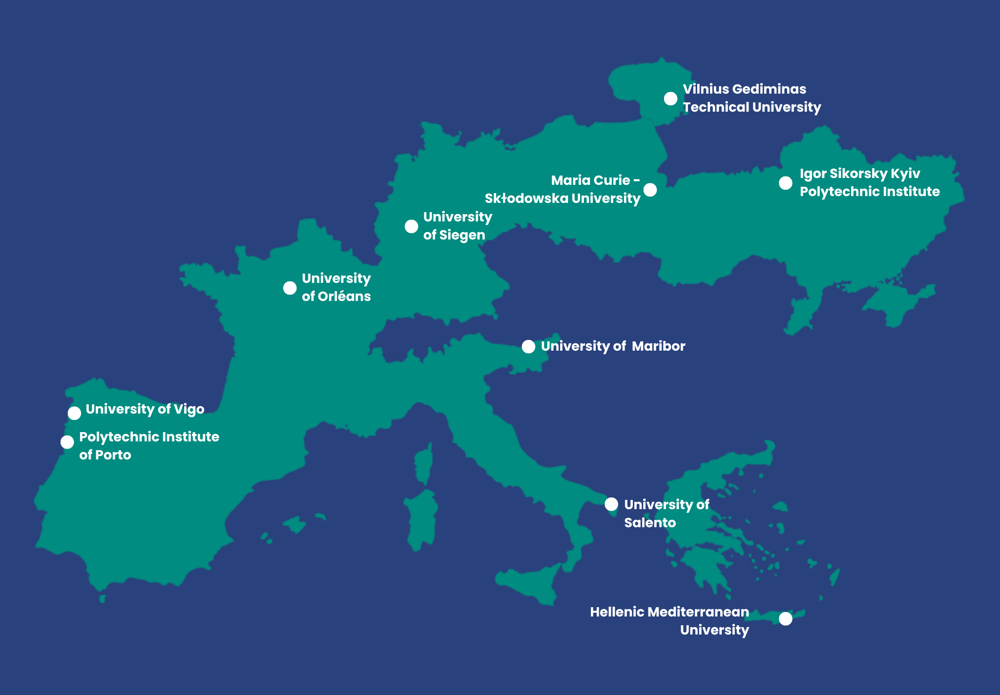 Vilnius Gediminas
Technical University
Igor Sikorsky Kyiv
Polytechnic Institute
Maria Curie -
Skłodowska University
University
of Siegen
University
of Orléans
University of  Maribor
University of Vigo
Polytechnic Institute
of Porto
University of
Salento
Hellenic Mediterranean
University